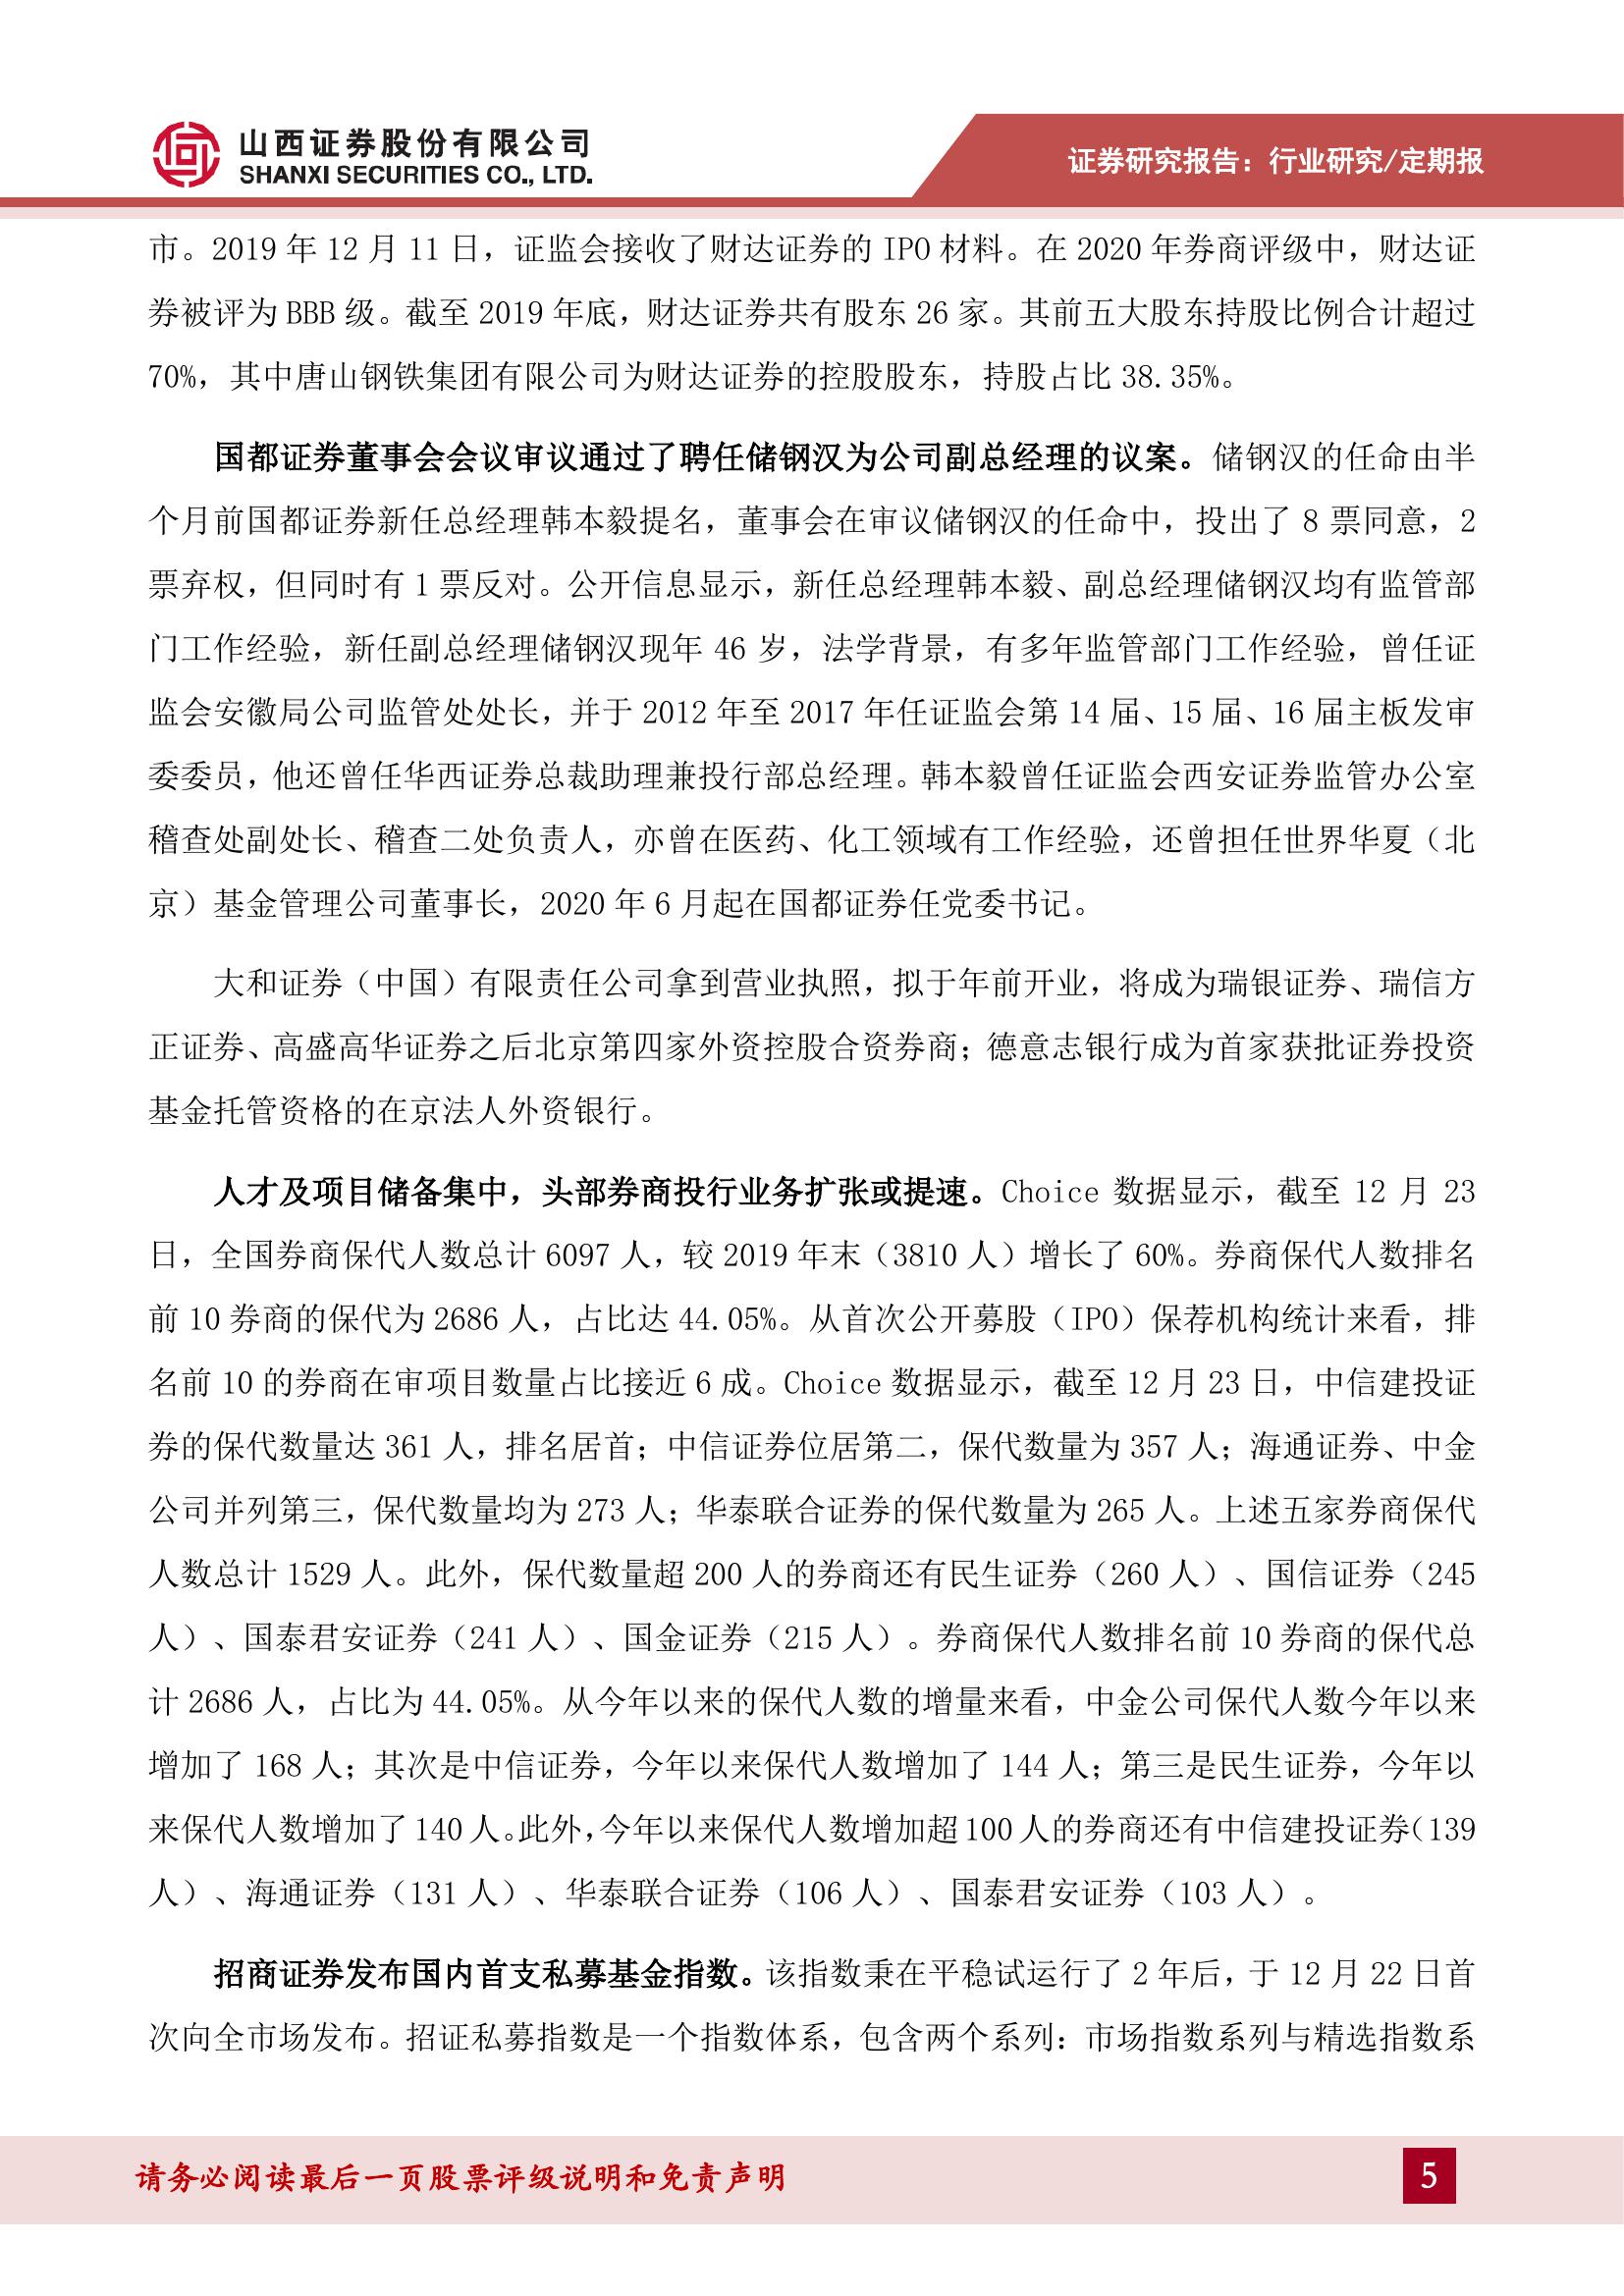 山西证券股份有限公司
SHANXI SECURITIES CO., LTD.
证券研究报告：行业研究/定期报
市。2019 年 12 月 11 日，证监会接收了财达证券的 IPO 材料。在 2020 年券商评级中，财达证
券被评为 BBB 级。截至 2019 年底，财达证券共有股东 26 家。其前五大股东持股比例合计超过
70%，其中唐山钢铁集团有限公司为财达证券的控股股东，持股占比 38.35%。
国都证券董事会会议审议通过了聘任储钢汉为公司副总经理的议案。储钢汉的任命由半
个月前国都证券新任总经理韩本毅提名，董事会在审议储钢汉的任命中，投出了 8 票同意，2
票弃权，但同时有 1 票反对。公开信息显示，新任总经理韩本毅、副总经理储钢汉均有监管部
门工作经验，新任副总经理储钢汉现年 46 岁，法学背景，有多年监管部门工作经验，曾任证
监会安徽局公司监管处处长，并于 2012 年至 2017 年任证监会第 14 届、15 届、16 届主板发审
委委员，他还曾任华西证券总裁助理兼投行部总经理。韩本毅曾任证监会西安证券监管办公室
稽查处副处长、稽查二处负责人，亦曾在医药、化工领域有工作经验，还曾担任世界华夏（北
京）基金管理公司董事长，2020 年 6 月起在国都证券任党委书记。
大和证券（中国）有限责任公司拿到营业执照，拟于年前开业，将成为瑞银证券、瑞信方
正证券、高盛高华证券之后北京第四家外资控股合资券商；德意志银行成为首家获批证券投资
基金托管资格的在京法人外资银行。
人才及项目储备集中，头部券商投行业务扩张或提速。Choice 数据显示，截至 12 月 23
日，全国券商保代人数总计 6097 人，较 2019 年末（3810 人）增长了 60%。券商保代人数排名
前 10 券商的保代为 2686 人，占比达 44.05%。从首次公开募股（IPO）保荐机构统计来看，排
名前 10 的券商在审项目数量占比接近 6 成。Choice 数据显示，截至 12 月 23 日，中信建投证
券的保代数量达 361 人，排名居首；中信证券位居第二，保代数量为 357 人；海通证券、中金
公司并列第三，保代数量均为 273 人；华泰联合证券的保代数量为 265 人。上述五家券商保代
人数总计 1529 人。此外，保代数量超 200 人的券商还有民生证券（260 人）、国信证券（245
人）、国泰君安证券（241 人）、国金证券（215 人）。券商保代人数排名前 10 券商的保代总
计 2686 人，占比为 44.05%。从今年以来的保代人数的增量来看，中金公司保代人数今年以来
增加了 168 人；其次是中信证券，今年以来保代人数增加了 144 人；第三是民生证券，今年以
来保代人数增加了 140 人。此外，今年以来保代人数增加超 100 人的券商还有中信建投证券（139
人）、海通证券（131 人）、华泰联合证券（106 人）、国泰君安证券（103 人）。
招商证券发布国内首支私募基金指数。该指数秉在平稳试运行了 2 年后，于 12 月 22 日首
次向全市场发布。招证私募指数是一个指数体系，包含两个系列：市场指数系列与精选指数系
请务必阅读最后一页股票评级说明和免责声明
5